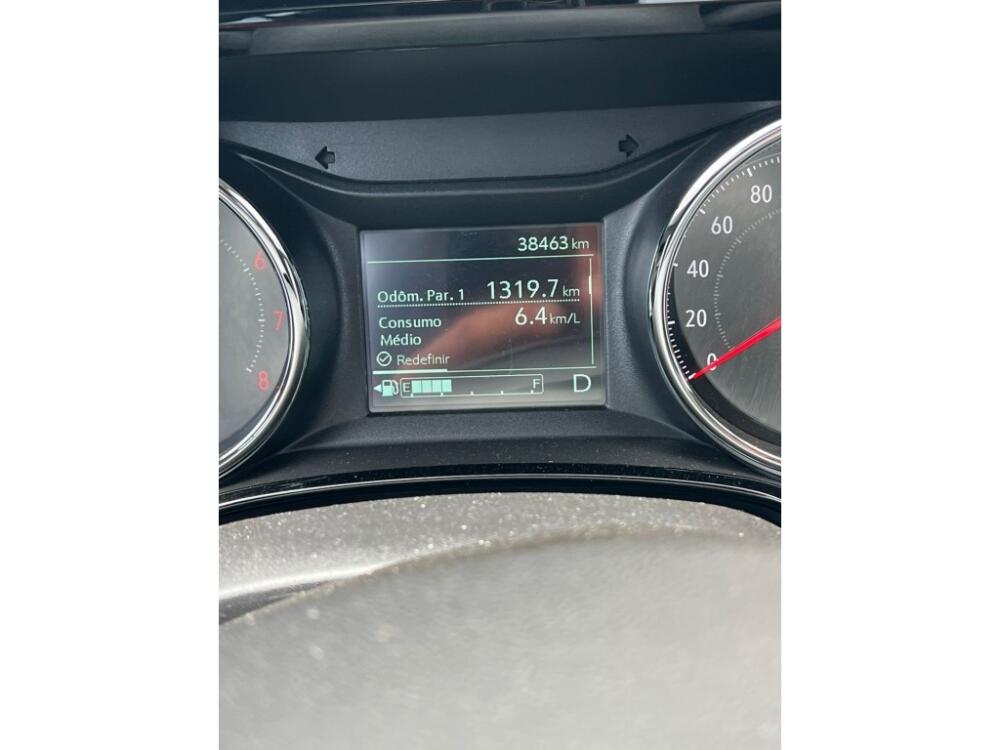 38463 km
Odôm. Par. 1 1319.7 km
Consumo 6.4 km/L
Médio
Redefinir
E F D
6
7
8
80
60
40
20
0